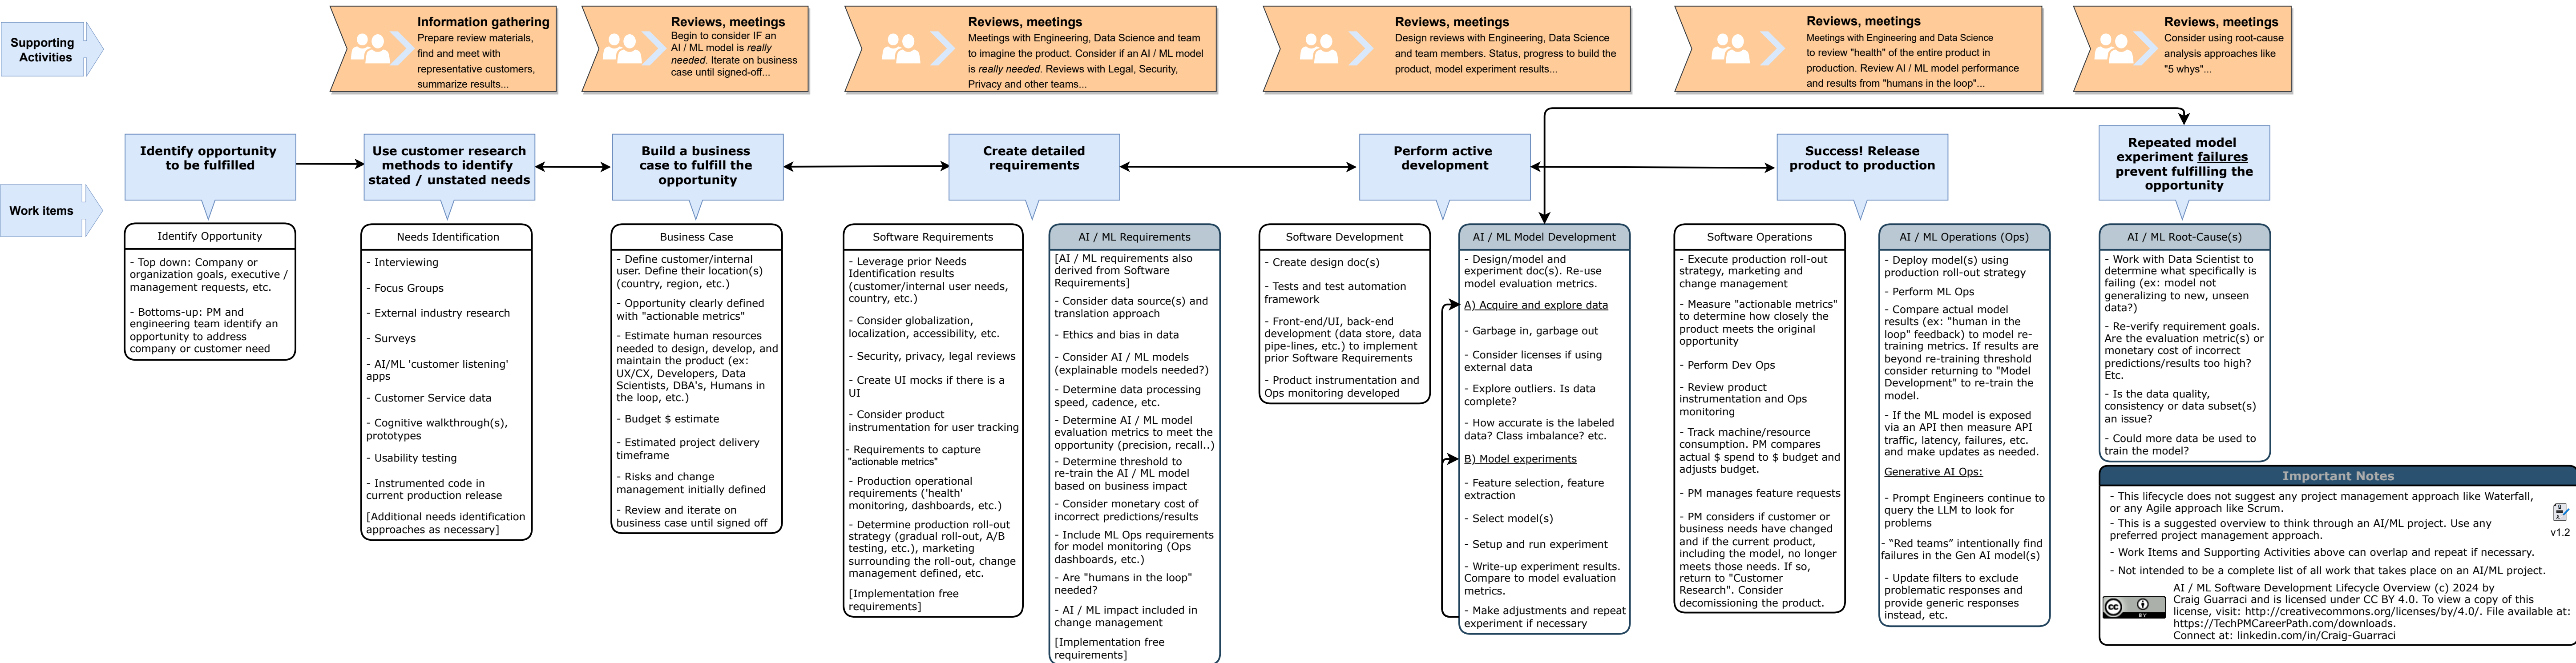 Supporting
Activities
Information gathering
Prepare review materials,
find and meet with
representative customers,
summarize results...
Reviews, meetings
Begin to consider IF an
AI / ML model is really
needed. Iterate on business
case until signed-off...
Reviews, meetings
Meetings with Engineering, Data Science and team
to imagine the product. Consider if an AI / ML model
is really needed. Reviews with Legal, Security,
Privacy and other teams...
Reviews, meetings
Design reviews with Engineering, Data Science
and team members. Status, progress to build the
product, model experiment results...
Reviews, meetings
Meetings with Engineering and Data Science
to review "health" of the entire product in
production. Review AI / ML model performance
and results from "humans in the loop"...
Reviews, meetings
Consider using root-cause
analysis approaches like
"5 whys"...
Work items
Identify opportunity
to be fulfilled
Use customer research
methods to identify
stated / unstated needs
Build a business
case to fulfill the
opportunity
Create detailed
requirements
Perform active
development
Success! Release
product to production
Repeated model
experiment failures
prevent fulfilling the
opportunity
Identify Opportunity
- Top down: Company or
organization goals, executive /
management requests, etc.
- Bottoms-up: PM and
engineering team identify an
opportunity to address
company or customer need
Needs Identification
- Interviewing
- Focus Groups
- External industry research
- Surveys
- AI/ML 'customer listening'
apps
- Customer Service data
- Cognitive walkthrough(s),
prototypes
- Usability testing
- Instrumented code in
current production release
[Additional needs identification
approaches as necessary]
Business Case
- Define customer/internal
user. Define their location(s)
(country, region, etc.)
- Opportunity clearly defined
with "actionable metrics"
- Estimate human resources
needed to design, develop, and
maintain the product (ex:
UX/CX, Developers, Data
Scientists, DBA's, Humans in
the loop, etc.)
- Budget $ estimate
- Estimated project delivery
timeframe
- Risks and change
management initially defined
- Review and iterate on
business case until signed off
Software Requirements
- Leverage prior Needs
Identification results
(customer/internal user needs,
country, etc.)
- Consider globalization,
localization, accessibility, etc.
- Security, privacy, legal reviews
- Create UI mocks if there is a
UI
- Consider product
instrumentation for user tracking
- Requirements to capture
"actionable metrics"
- Production operational
requirements ('health'
monitoring, dashboards, etc.)
- Determine production roll-out
strategy (gradual roll-out, A/B
testing, etc.), marketing
surrounding the roll-out, change
management defined, etc.
[Implementation free
requirements]
AI / ML Requirements
[AI / ML requirements also
derived from Software
Requirements]
- Consider data source(s) and
translation approach
- Ethics and bias in data
- Consider AI / ML models
(explainable models needed?)
- Determine data processing
speed, cadence, etc.
- Determine AI / ML model
evaluation metrics to meet the
opportunity (precision, recall..)
- Determine threshold to
re-train the AI / ML model
based on business impact
- Consider monetary cost of
incorrect predictions/results
- Include ML Ops requirements
for model monitoring (Ops
dashboards, etc.)
- Are "humans in the loop"
needed?
- AI / ML impact included in
change management
[Implementation free
requirements]
Software Development
- Create design doc(s)
- Tests and test automation
framework
- Front-end/UI, back-end
development (data store, data
pipe-lines, etc.) to implement
prior Software Requirements
- Product instrumentation and
Ops monitoring developed
AI / ML Model Development
- Design/model and
experiment doc(s). Re-use
model evaluation metrics.
A) Acquire and explore data
- Garbage in, garbage out
- Consider licenses if using
external data
- Explore outliers. Is data
complete?
- How accurate is the labeled
data? Class imbalance? etc.
B) Model experiments
- Feature selection, feature
extraction
- Select model(s)
- Setup and run experiment
- Write-up experiment results.
Compare to model evaluation
metrics.
- Make adjustments and repeat
experiment if necessary
Software Operations
- Execute production roll-out
strategy, marketing and
change management
- Measure "actionable metrics"
to determine how closely the
product meets the original
opportunity
- Perform Dev Ops
- Review product
instrumentation and Ops
monitoring
- Track machine/resource
consumption. PM compares
actual $ spend to $ budget and
adjusts budget.
- PM manages feature requests
- PM considers if customer or
business needs have changed
and if the current product,
including the model, no longer
meets those needs. If so,
return to "Customer
Research". Consider
decomissioning the product.
AI / ML Operations (Ops)
- Deploy model(s) using
production roll-out strategy
- Perform ML Ops
- Compare actual model
results (ex: "human in the
loop" feedback) to model re-
training metrics. If results are
beyond re-training threshold
consider returning to "Model
Development" to re-train the
model.
- If the ML model is exposed
via an API then measure API
traffic, latency, failures, etc.
and make updates as needed.
Generative AI Ops:
- Prompt Engineers continue to
query the LLM to look for
problems
- “Red teams” intentionally find
failures in the Gen AI model(s)
- Update filters to exclude
problematic responses and
provide generic responses
instead, etc.
AI / ML Root-Cause(s)
- Work with Data Scientist to
determine what specifically is
failing (ex: model not
generalizing to new, unseen
data?)
- Re-verify requirement goals.
Are the evaluation metric(s) or
monetary cost of incorrect
predictions/results too high?
Etc.
- Is the data quality,
consistency or data subset(s)
an issue?
- Could more data be used to
train the model?
Important Notes
- This lifecycle does not suggest any project management approach like Waterfall,
or any Agile approach like Scrum.
- This is a suggested overview to think through an AI/ML project. Use any
preferred project management approach.
v1.2
- Work Items and Supporting Activities above can overlap and repeat if necessary.
- Not intended to be a complete list of all work that takes place on an AI/ML project.
cc
BY
AI / ML Software Development Lifecycle Overview (c) 2024 by
Craig Guarraci and is licensed under CC BY 4.0. To view a copy of this
license, visit: http://creativecommons.org/licenses/by/4.0/. File available at:
https://TechPMCareerPath.com/downloads.
Connect at: linkedin.com/in/Craig-Guarraci